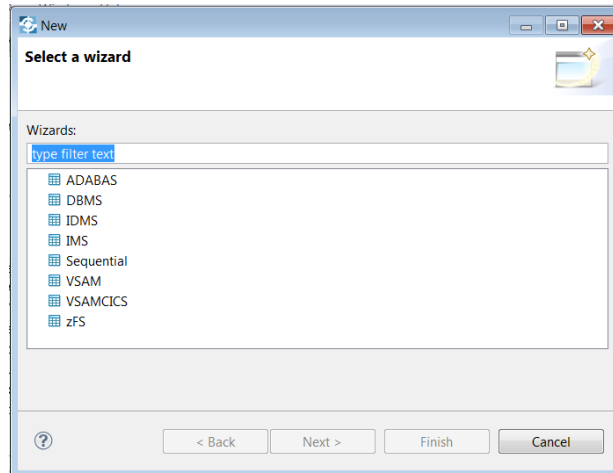 New
Select a wizard
Wizards:
type filter text
ADABAS
DBMS
IDMS
IMS
Sequential
VSAM
VSAMCICS
zFS
?
< Back Next > Finish Cancel